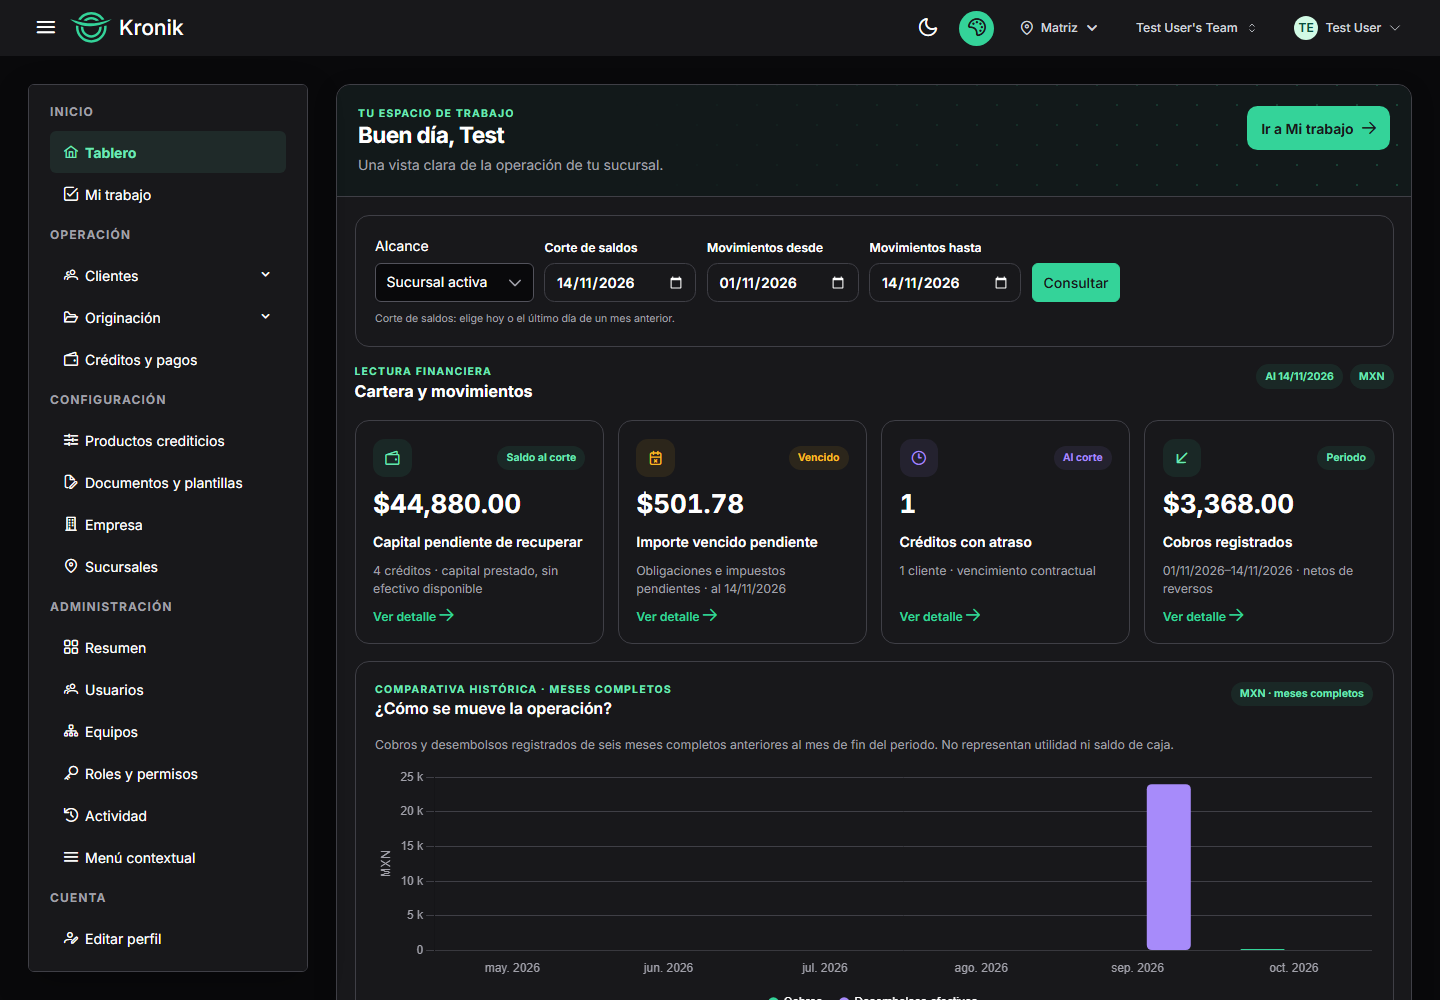 Kronik
Matriz
Test User's Team
TE
Test User
INICIO
Tablero
Mi trabajo
OPERACIÓN
Clientes
Originación
Créditos y pagos
CONFIGURACIÓN
Productos crediticios
Documentos y plantillas
Empresa
Sucursales
ADMINISTRACIÓN
Resumen
Usuarios
Equipos
Roles y permisos
Actividad
Menú contextual
CUENTA
Editar perfil
TU ESPACIO DE TRABAJO
Buen día, Test
Una vista clara de la operación de tu sucursal.
Ir a Mi trabajo
Alcance
Sucursal activa
Corte de saldos
14/11/2026
Movimientos desde
01/11/2026
Movimientos hasta
14/11/2026
Consultar
Corte de saldos: elige hoy o el último día de un mes anterior.
LECTURA FINANCIERA
Cartera y movimientos
Al 14/11/2026
MXN
Saldo al corte
$44,880.00
Capital pendiente de recuperar
4 créditos · capital prestado, sin
efectivo disponible
Ver detalle
Vencido
$501.78
Importe vencido pendiente
Obligaciones e impuestos
pendientes · al 14/11/2026
Ver detalle
Al corte
1
Créditos con atraso
1 cliente · vencimiento contractual
Ver detalle
Periodo
$3,368.00
Cobros registrados
01/11/2026–14/11/2026 · netos de
reversos
Ver detalle
COMPARATIVA HISTÓRICA · MESES COMPLETOS
¿Cómo se mueve la operación?
MXN · meses completos
Cobros y desembolsos registrados de seis meses completos anteriores al mes de fin del periodo. No representan utilidad ni saldo de caja.
MXN
25 k
20 k
15 k
10 k
5 k
0
may. 2026
jun. 2026
jul. 2026
ago. 2026
sep. 2026
oct. 2026
Cobros
Desembolsos efectivos